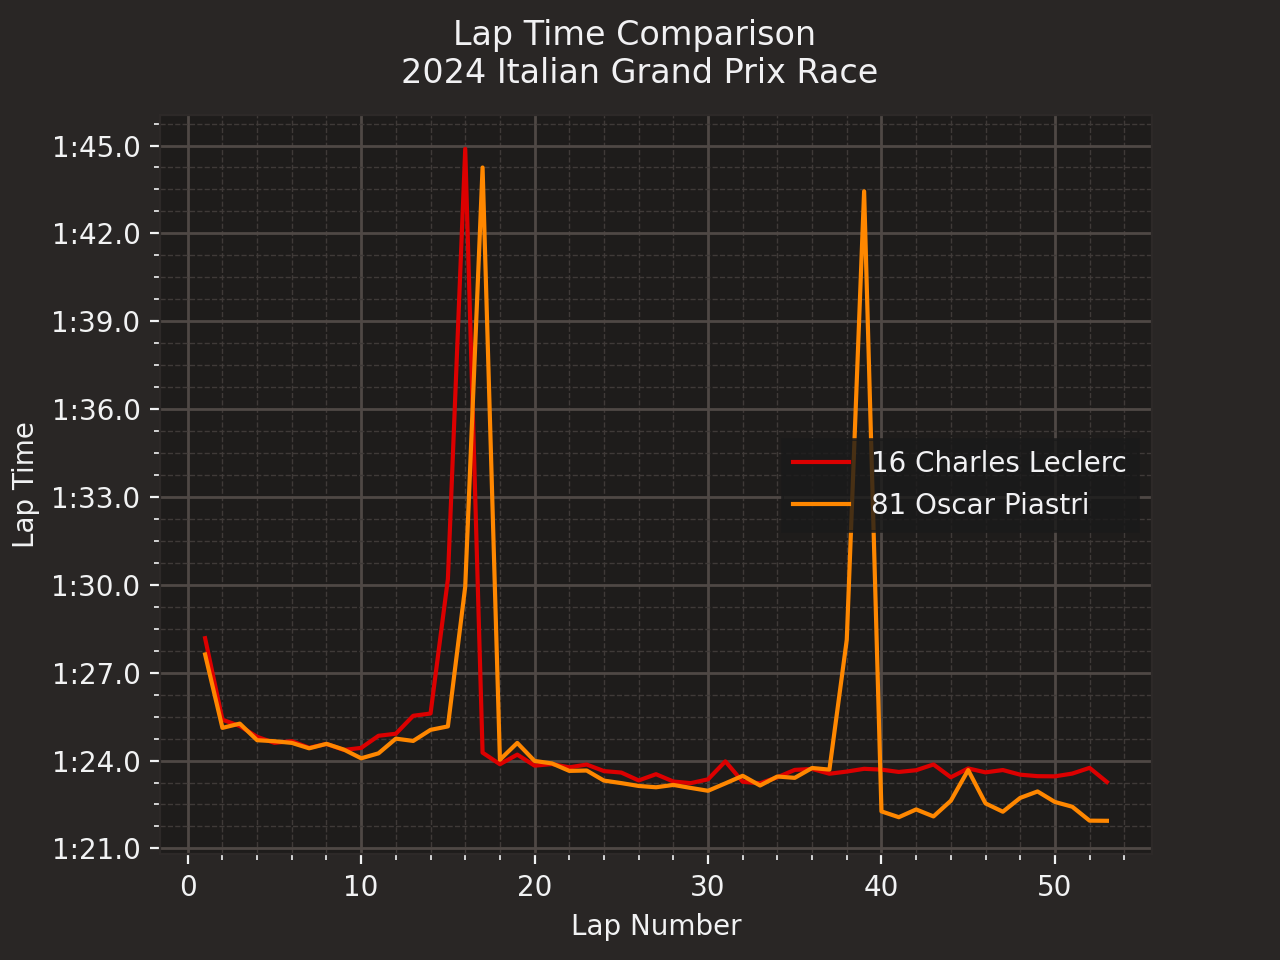 Lap Time Comparison
2024 Italian Grand Prix Race
1:45.0
1:42.0
1:39.0
1:36.0
1:33.0
1:30.0
1:27.0
1:24.0
1:21.0
Lap Time
16 Charles Leclerc
81 Oscar Piastri
0 10 20 30 40 50
Lap Number